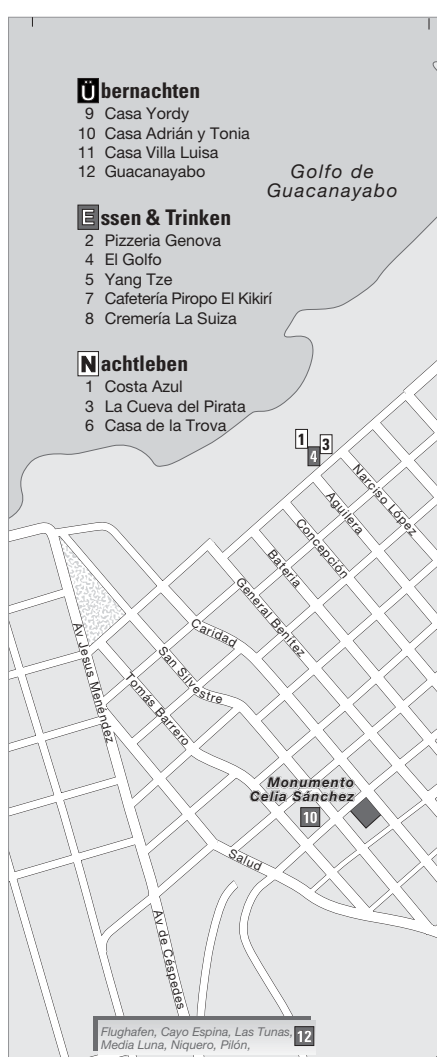 Übernachten
9 Casa Yordy
10 Casa Adrián y Tonia
11 Casa Villa Luisa
12 Guacanayabo
Golfo de
Guacanayabo
Essen & Trinken
2 Pizzeria Genova
4 El Golfo
5 Yang Tze
7 Cafetería Piropo El Kikirí
8 Cremería La Suiza
Nachtleben
1 Costa Azul
3 La Cueva del Pirata
6 Casa de la Trova
1
3
4
Narciso López
Aguilera
Concepción
Batería
General Benítez
Caridad
San Silvestre
Tomás Barrero
Av Jesus Menéndez
Monumento
Celia Sánchez
10
Salud
Av de Céspedes
Flughafen, Cayo Espina, Las Tunas,
Media Luna, Niquero, Pilón,
12